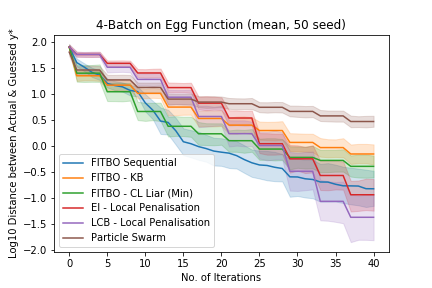 4-Batch on Egg Function (mean, 50 seed)
Log10 Distance between Actual & Guessed y*
2.0
1.5
1.0
0.5
0.0
−0.5
−1.0
−1.5
−2.0
FITBO Sequential
FITBO - KB
FITBO - CL Liar (Min)
EI - Local Penalisation
LCB - Local Penalisation
Particle Swarm
0 5 10 15 20 25 30 35 40
No. of Iterations